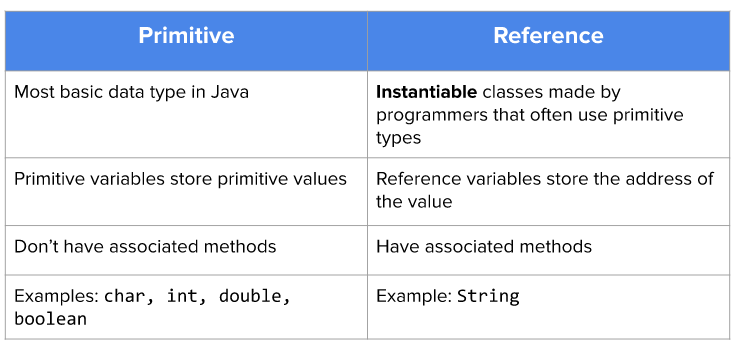 Primitive
Reference
Most basic data type in Java
Instantiable classes made by
programmers that often use primitive
types
Primitive variables store primitive values
Reference variables store the address of
the value
Don’t have associated methods
Have associated methods
Examples: char, int, double,
boolean
Example: String